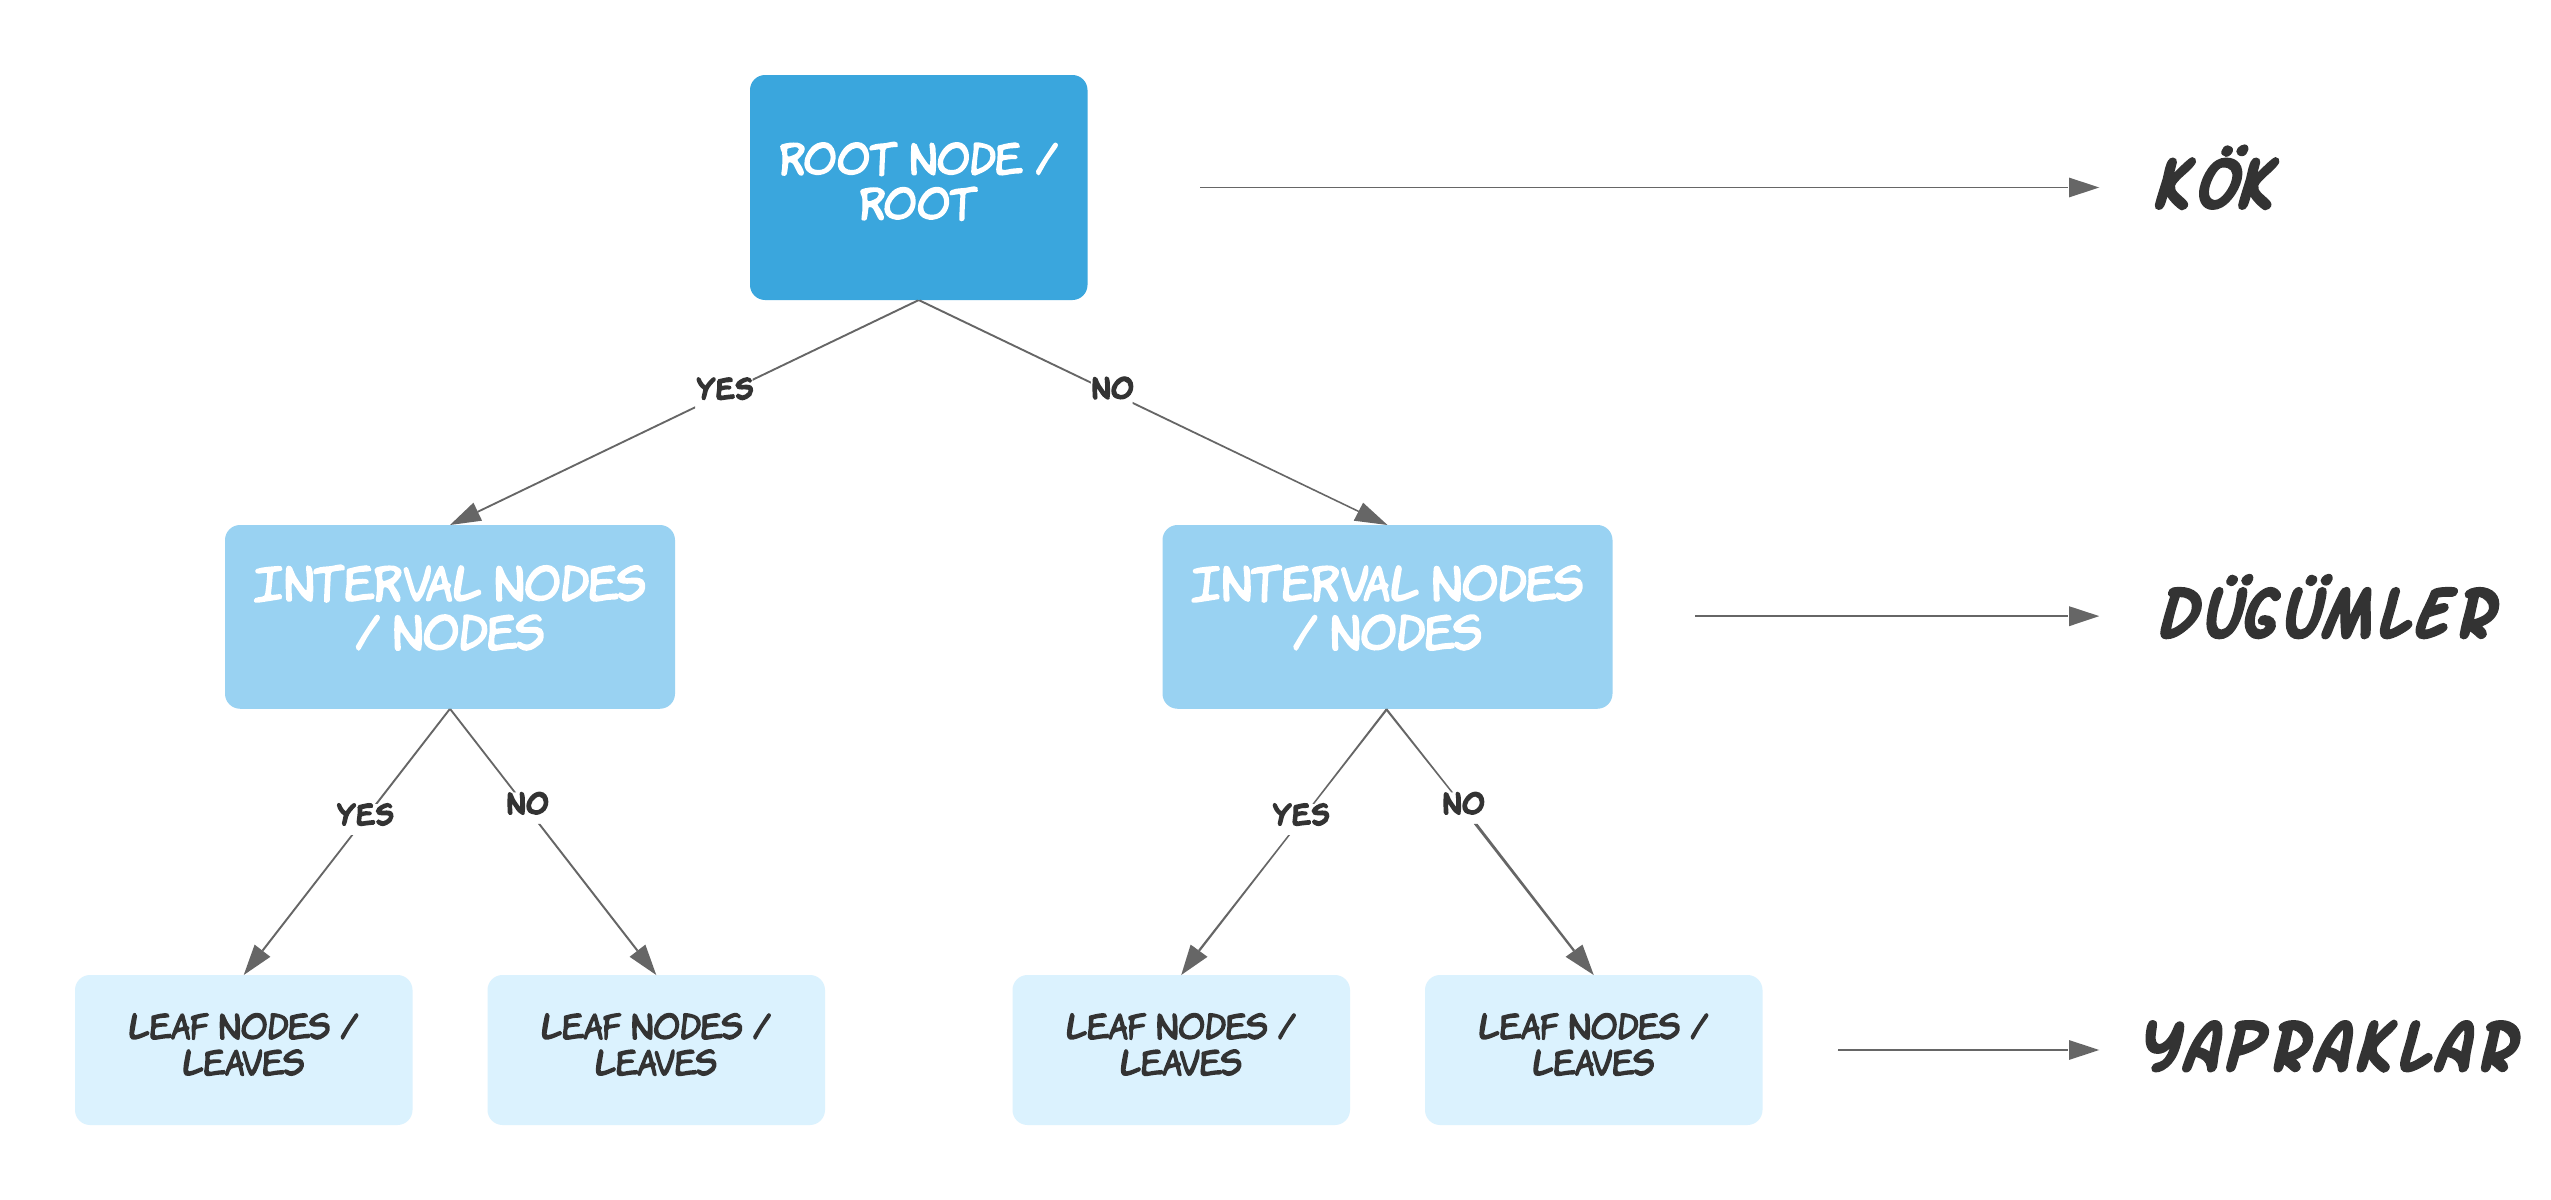 ROOT NODE /
ROOT
KÖK
YES
NO
INTERVAL NODES
/ NODES
INTERVAL NODES
/ NODES
DÜGÜMLER
YES
NO
YES
NO
LEAF NODES /
LEAVES
LEAF NODES /
LEAVES
LEAF NODES /
LEAVES
LEAF NODES /
LEAVES
YAPRAKLAR